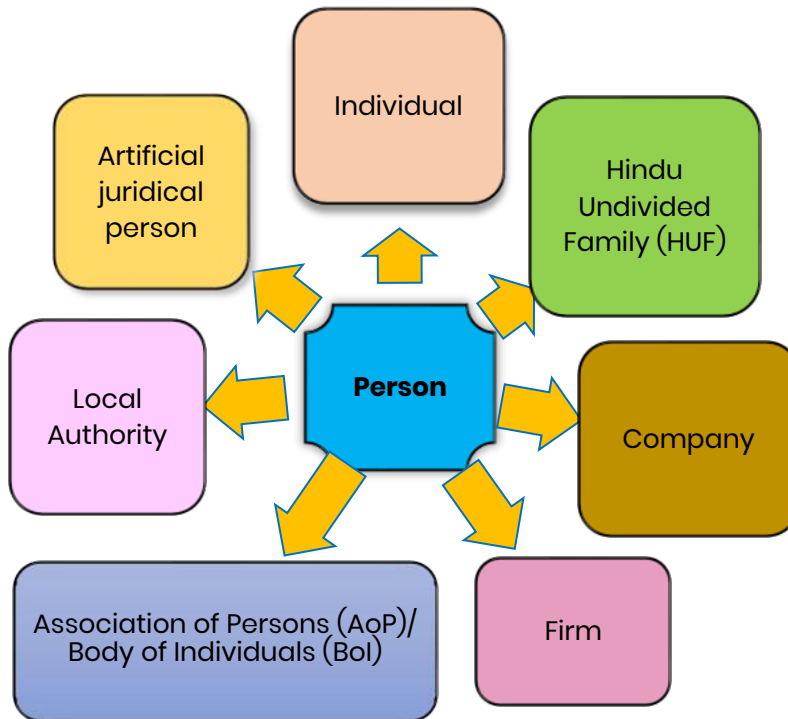 Individual
Artificial
juridical
person
Hindu
Undivided
Family (HUF)
Person
Local
Authority
Company
Association of Persons (AoP)/
Body of Individuals (BoI)
Firm